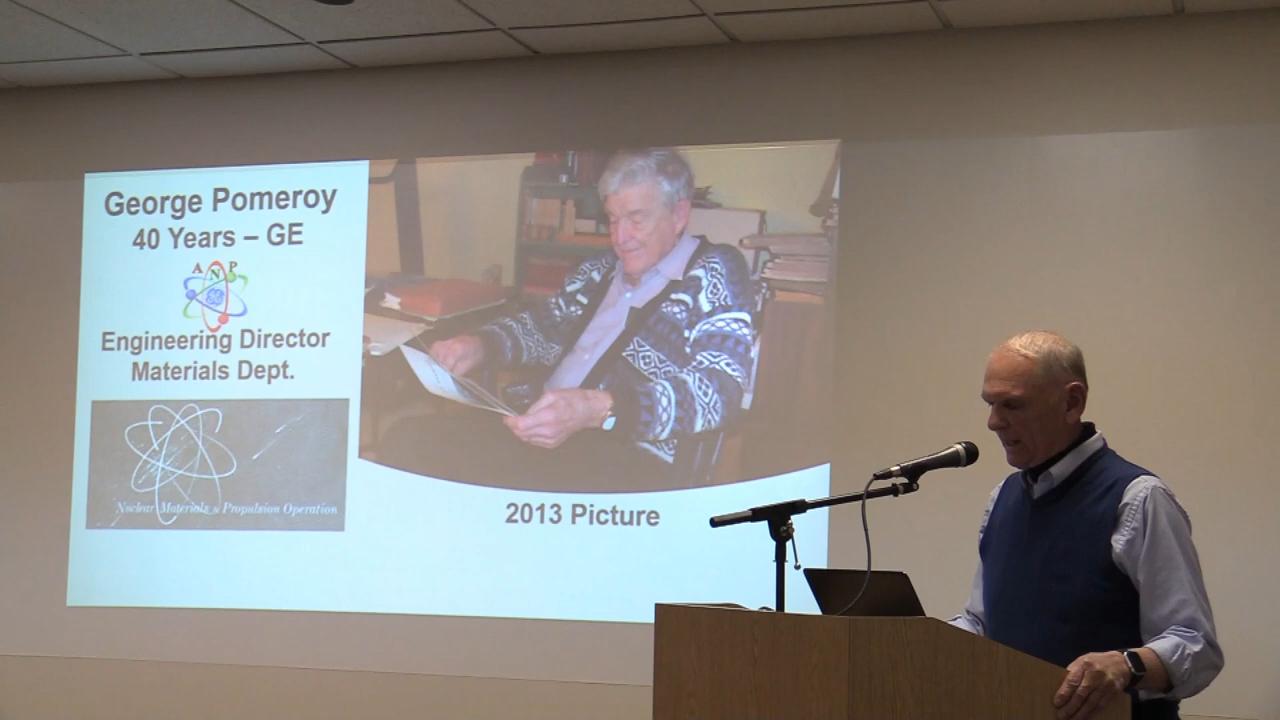 George Pomeroy
40 Years – GE
A N P
Engineering Director
Materials Dept.
Nuclear Materials & Propulsion Operation
2013 Picture